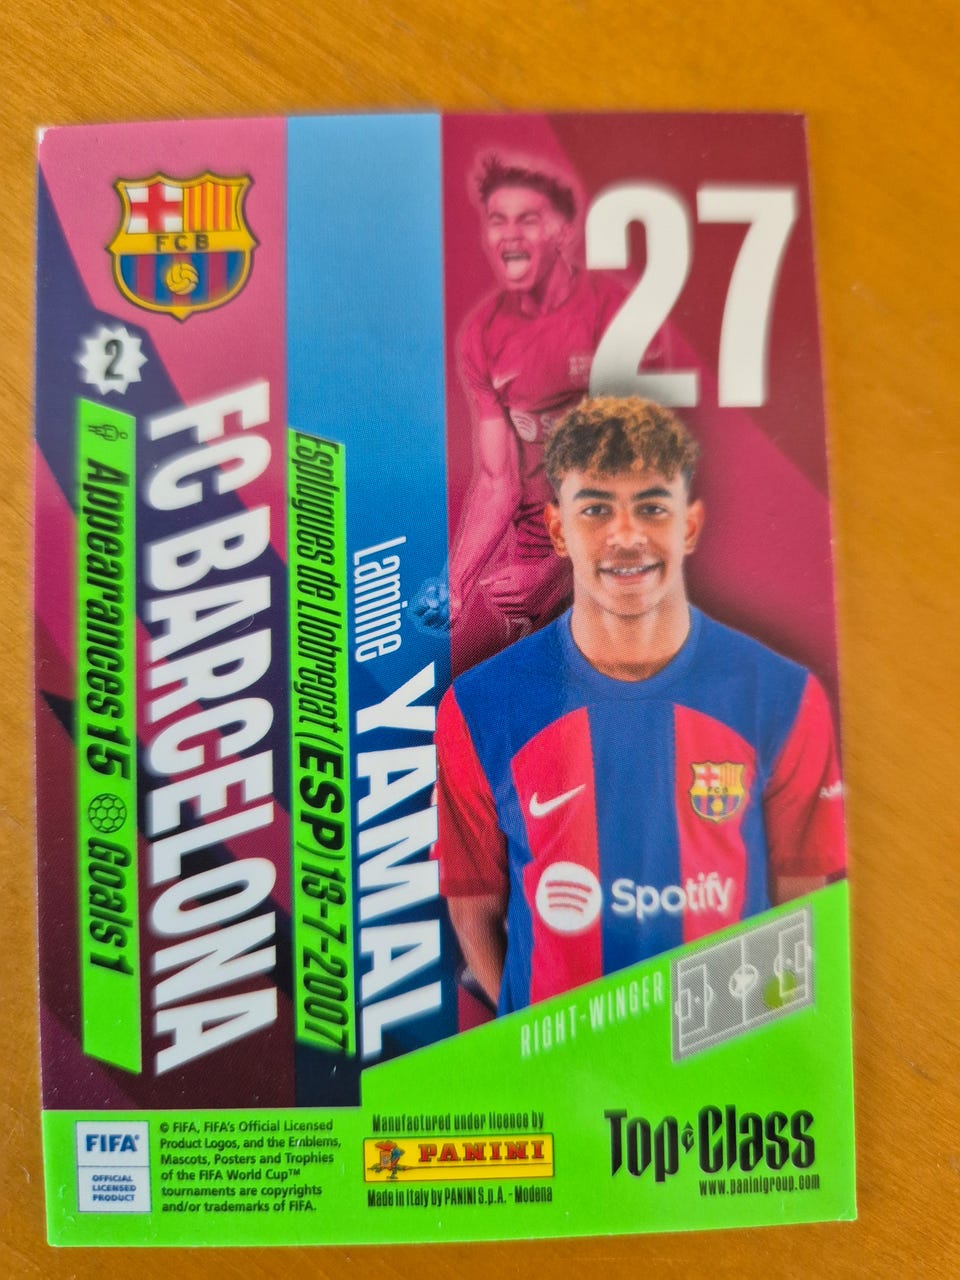 FCB
27
2
FC BARCELONA
Appearances 15 Goals 1
Lamine YAMAL
Esplugues de Llobregat (ESP) 13-7-2007
Spotify
RIGHT-WINGER
FIFA®
OFFICIAL
LICENSED
PRODUCT
© FIFA, FIFA's Official Licensed
Product Logos, and the Emblems,
Mascots, Posters and Trophies
of the FIFA World Cup™
tournaments are copyrights
and/or trademarks of FIFA.
Manufactured under licence by
PANINI
Made in Italy by PANINI S.p.A. - Modena
Top Class
www.paninigroup.com